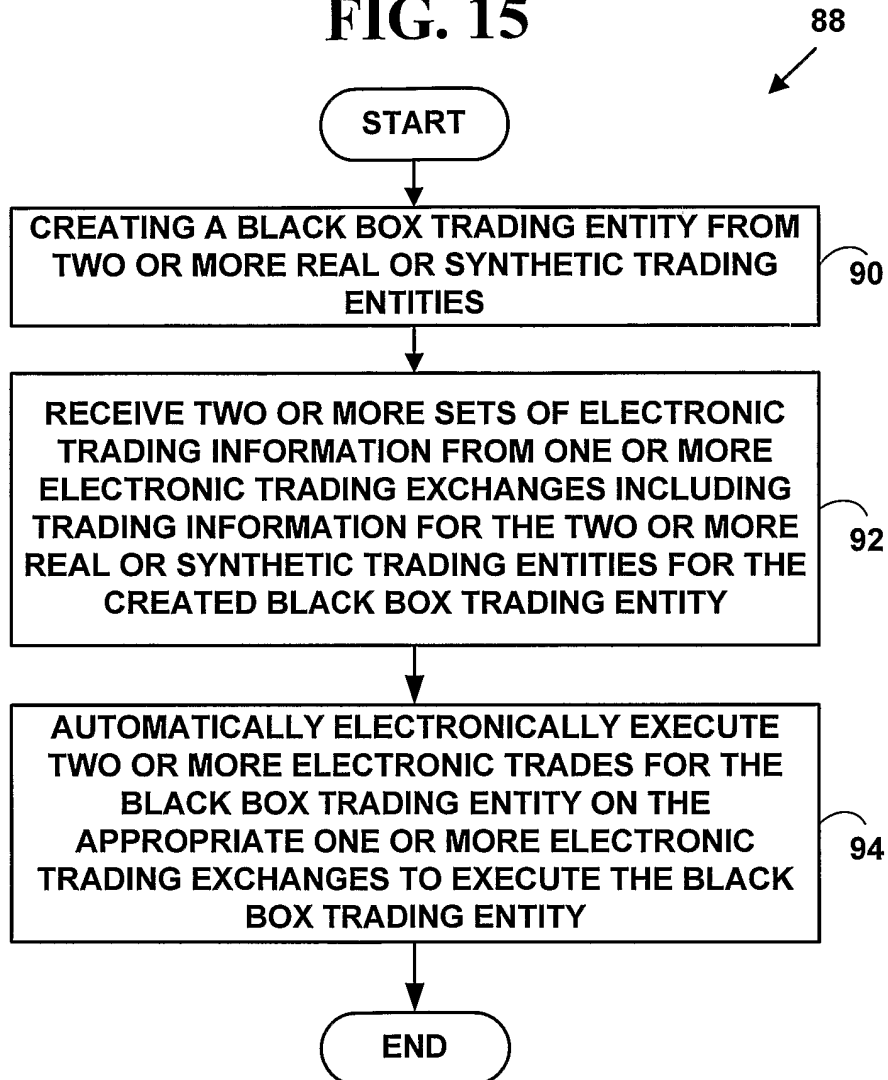 FIG. 15
88
START
CREATING A BLACK BOX TRADING ENTITY FROM
TWO OR MORE REAL OR SYNTHETIC TRADING
ENTITIES
90
RECEIVE TWO OR MORE SETS OF ELECTRONIC
TRADING INFORMATION FROM ONE OR MORE
ELECTRONIC TRADING EXCHANGES INCLUDING
TRADING INFORMATION FOR THE TWO OR MORE
REAL OR SYNTHETIC TRADING ENTITIES FOR THE
CREATED BLACK BOX TRADING ENTITY
92
AUTOMATICALLY ELECTRONICALLY EXECUTE
TWO OR MORE ELECTRONIC TRADES FOR THE
BLACK BOX TRADING ENTITY ON THE
APPROPRIATE ONE OR MORE ELECTRONIC
TRADING EXCHANGES TO EXECUTE THE BLACK
BOX TRADING ENTITY
94
END